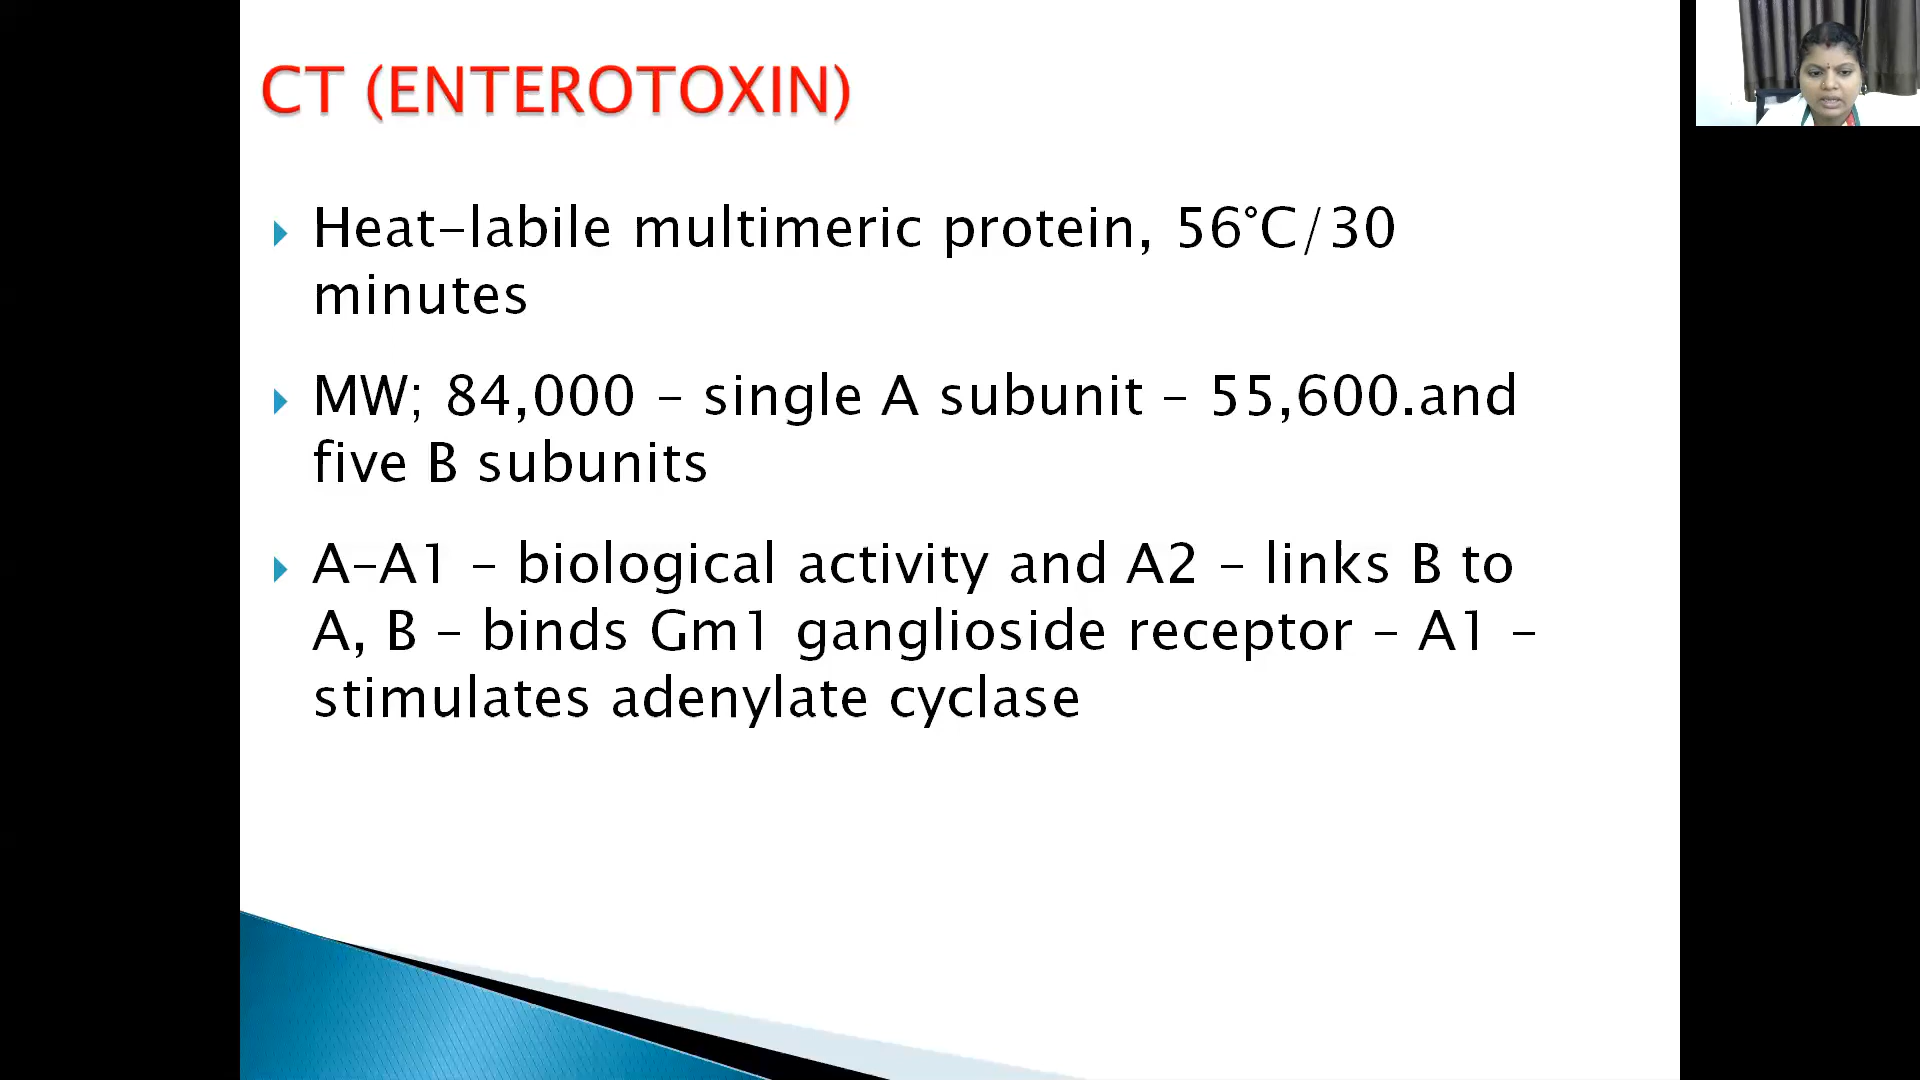 CT (ENTEROTOXIN)
Heat-labile multimeric protein, 56°C/30
minutes
MW; 84,000 – single A subunit – 55,600.and
five B subunits
A-A1 – biological activity and A2 – links B to
A, B – binds Gm1 ganglioside receptor – A1 –
stimulates adenylate cyclase